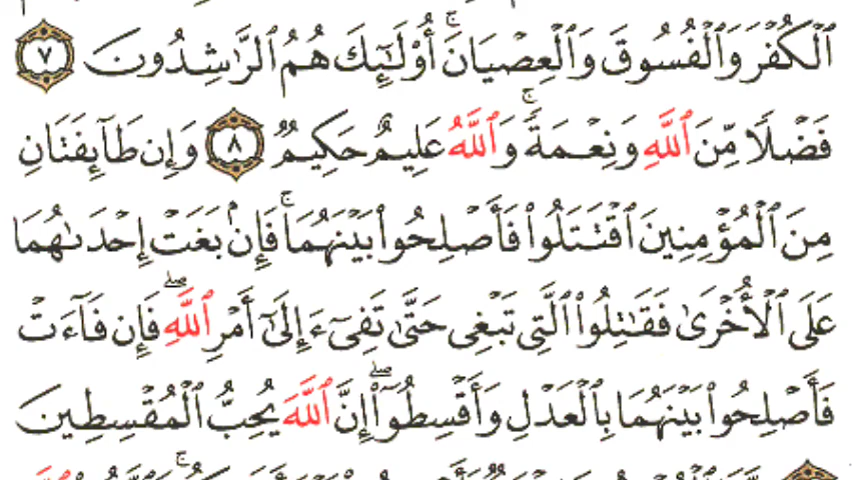 ٱلۡكُفۡرَ وَٱلۡفُسُوقَ وَٱلۡعِصۡيَانَۚ أُوْلَٰٓئِكَ هُمُ ٱلرَّٰشِدُونَ ٧
فَضۡلٗا مِّنَ ٱللَّهِ وَنِعۡمَةٗۚ وَٱللَّهُ عَلِيمٌ حَكِيمٞ ٨ وَإِن طَآئِفَتَانِ
مِنَ ٱلۡمُؤۡمِنِينَ ٱقۡتَتَلُواْ فَأَصۡلِحُواْ بَيۡنَهُمَاۖ فَإِنۢ بَغَتۡ إِحۡدَىٰهُمَا
عَلَى ٱلۡأُخۡرَىٰ فَقَٰتِلُواْ ٱلَّتِي تَبۡغِي حَتَّىٰ تَفِيٓءَ إِلَىٰٓ أَمۡرِ ٱللَّهِۚ فَإِن فَآءَتۡ
فَأَصۡلِحُواْ بَيۡنَهُمَا بِٱلۡعَدۡلِ وَأَقۡسِطُوٓاْۖ إِنَّ ٱللَّهَ يُحِبُّ ٱلۡمُقۡسِطِينَ